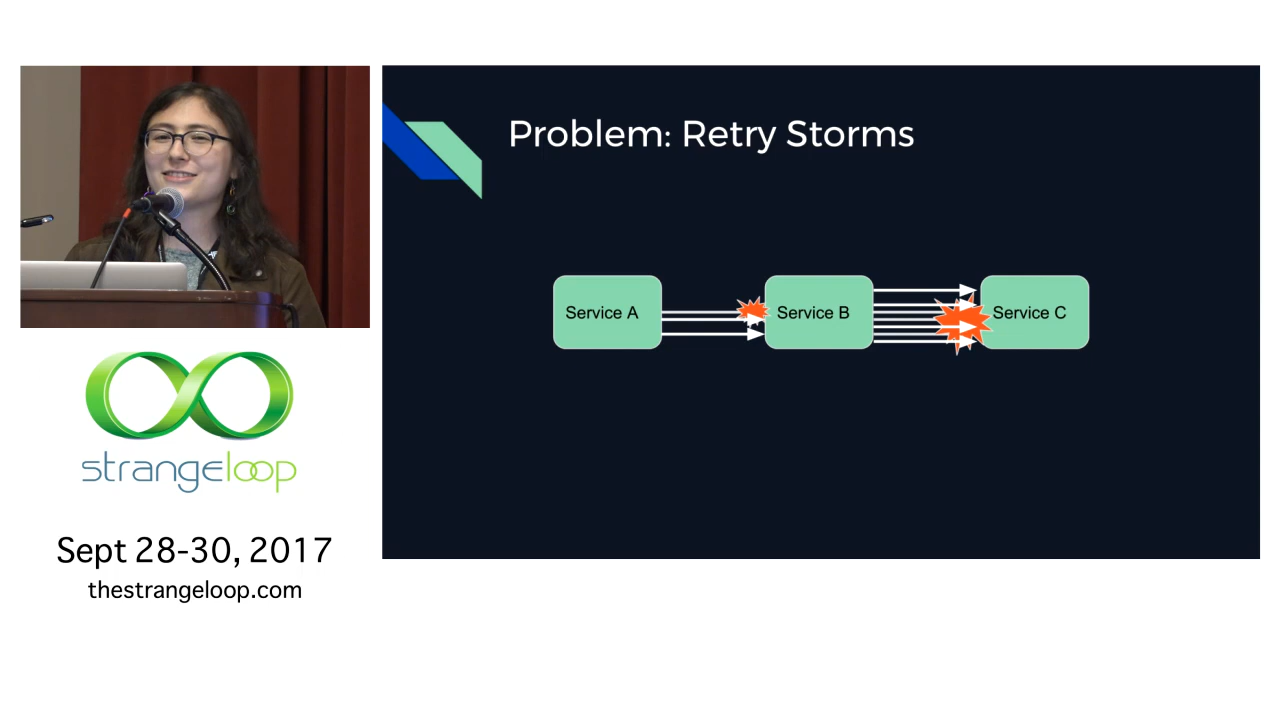 Problem: Retry Storms
Service A
Service B
Service C
strangeloop
Sept 28-30, 2017
thestrangeloop.com